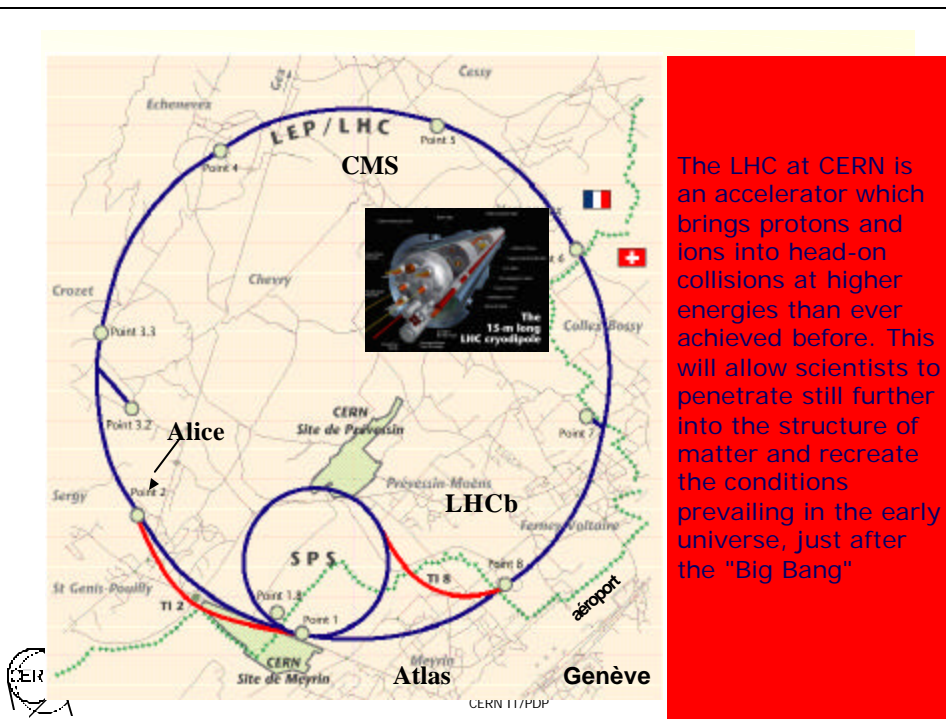 Cessy
Gex
Echenevex
LEP / LHC
Point 5
CMS
Point 4
The LHC at CERN is
an accelerator which
brings protons and
ions into head-on
collisions at higher
energies than ever
achieved before. This
will allow scientists to
penetrate still further
into the structure of
matter and recreate
the conditions
prevailing in the early
universe, just after
the "Big Bang"
6
Chevry
Crozet
The
15-m long
LHC cryodipole
Collex-Bossy
Point 3.3
CERN
Site de Prévessin
Point 3.2
Alice
Point 7
Sergy
Point 2
Prévessin-Moëns
LHCb
Ferney-Voltaire
SPS
Point 8
TI 8
St Genis-Pouilly
TI 2
Point 1.8
aéroport
Point 1
CERN
Site de Meyrin
Meyrin
Atlas
Genève
CER
CERN IT/PDP